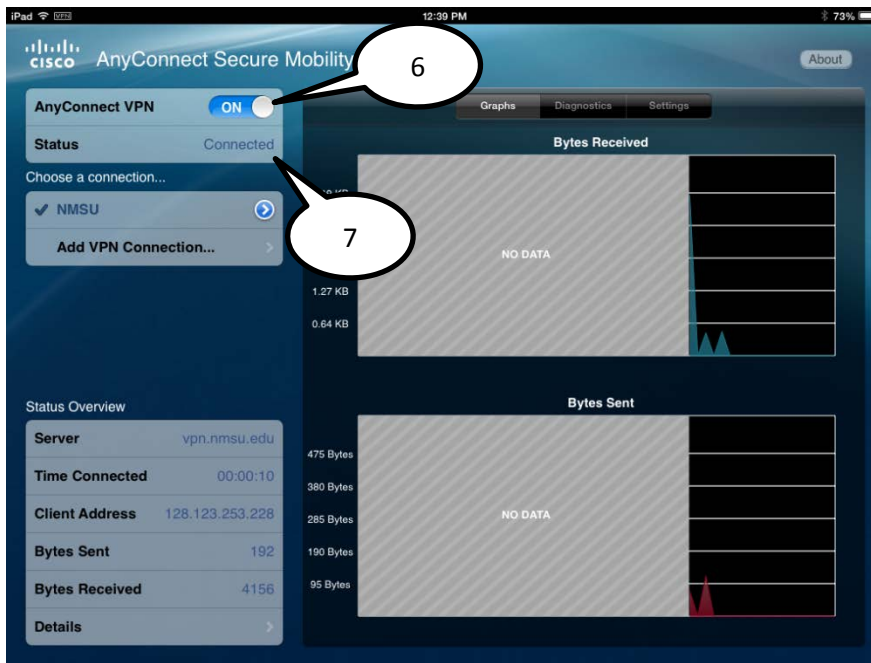 iPad VPN 12:39 PM 73%
CISCO AnyConnect Secure Mobility
About
6
AnyConnect VPN ON
Status Connected
Choose a connection...
NMSU
Add VPN Connection...
7
Graphs Diagnostics Settings
Bytes Received
NO DATA
1.27 KB
0.64 KB
Status Overview
Server vpn.nmsu.edu
Time Connected 00:00:10
Client Address 128.123.253.228
Bytes Sent 192
Bytes Received 4156
Details
Bytes Sent
475 Bytes
380 Bytes
285 Bytes
NO DATA
190 Bytes
95 Bytes